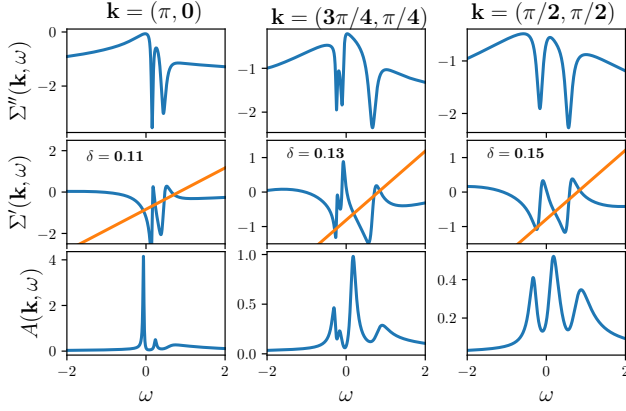 k = (π, 0)
k = (3π/4, π/4)
k = (π/2, π/2)
Σ′′(k, ω)
0
−2
−1
−2
−1
−2
Σ′(k, ω)
δ = 0.11
δ = 0.13
δ = 0.15
0
−2
1
0
−1
1
0
−1
A(k, ω)
4
2
0
1.0
0.5
0.0
0.4
0.2
−2 0 2
−2 0 2
−2 0 2
ω
ω
ω